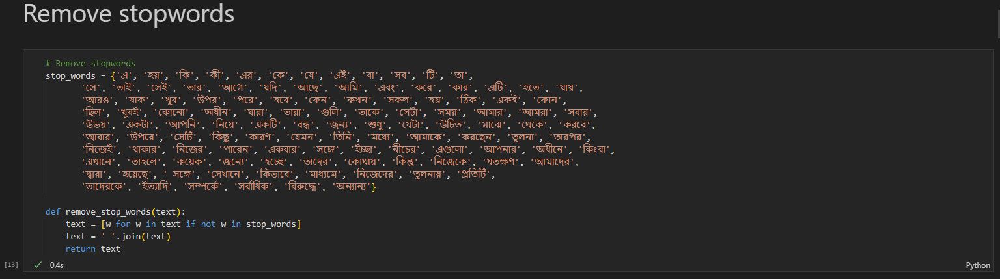 Remove stopwords
# Remove stopwords
stop_words = {'এ', 'হয়', 'কি', 'কী', 'এর', 'কে', 'যে', 'এই', 'বা', 'সব', 'টি', 'তা',
'সে', 'তাই', 'সেই', 'তার', 'আগে', 'যদি', 'আছে', 'আমি', 'এবং', 'করে', 'কার', 'এটি', 'হতে', 'যায়',
'আরও', 'যাক', 'খুব', 'উপর', 'পরে', 'হবে', 'কেন', 'কখন', 'সকল', 'হয়', 'ঠিক', 'একই', 'কোন',
'ছিল', 'খুবই', 'কোনো', 'অধীন', 'যারা', 'তারা', 'গুলি', 'তাকে', 'সেটা', 'সময়', 'আমার', 'আমরা', 'সবার',
'উভয়', 'একটা', 'আপনি', 'নিয়ে', 'একটি', 'বন্ধ', 'জন্য', 'শুধু', 'যেটা', 'উচিত', 'মাঝে', 'থেকে', 'করবে',
'আবার', 'উপরে', 'সেটি', 'কিছু', 'কারণ', 'যেমন', 'তিনি', 'মধ্যে', 'আমাকে', 'করছেন', 'তুলনা', 'তারপর',
'নিজেই', 'থাকার', 'নিজের', 'পারেন', 'একবার', 'সঙ্গে', 'ইচ্ছা', 'নীচের', 'এগুলো', 'আপনার', 'অধীনে', 'কিংবা',
'এখানে', 'তাহলে', 'কয়েক', 'জন্যে', 'হচ্ছে', 'তাদের', 'কোথায়', 'কিন্তু', 'নিজেকে', 'যতক্ষণ', 'আমাদের',
'দ্বারা', 'হয়েছে', ' সঙ্গে', 'সেখানে', 'কিভাবে', 'মাধ্যমে', 'নিজেদের', 'তুলনায়', 'প্রতিটি',
'তাদেরকে', 'ইত্যাদি', 'সম্পর্কে', 'সর্বাধিক', 'বিরুদ্ধে', 'অন্যান্য'}
def remove_stop_words(text):
text = [w for w in text if not w in stop_words]
text = ' '.join(text)
return text
[13] ✓ 0.4s Python